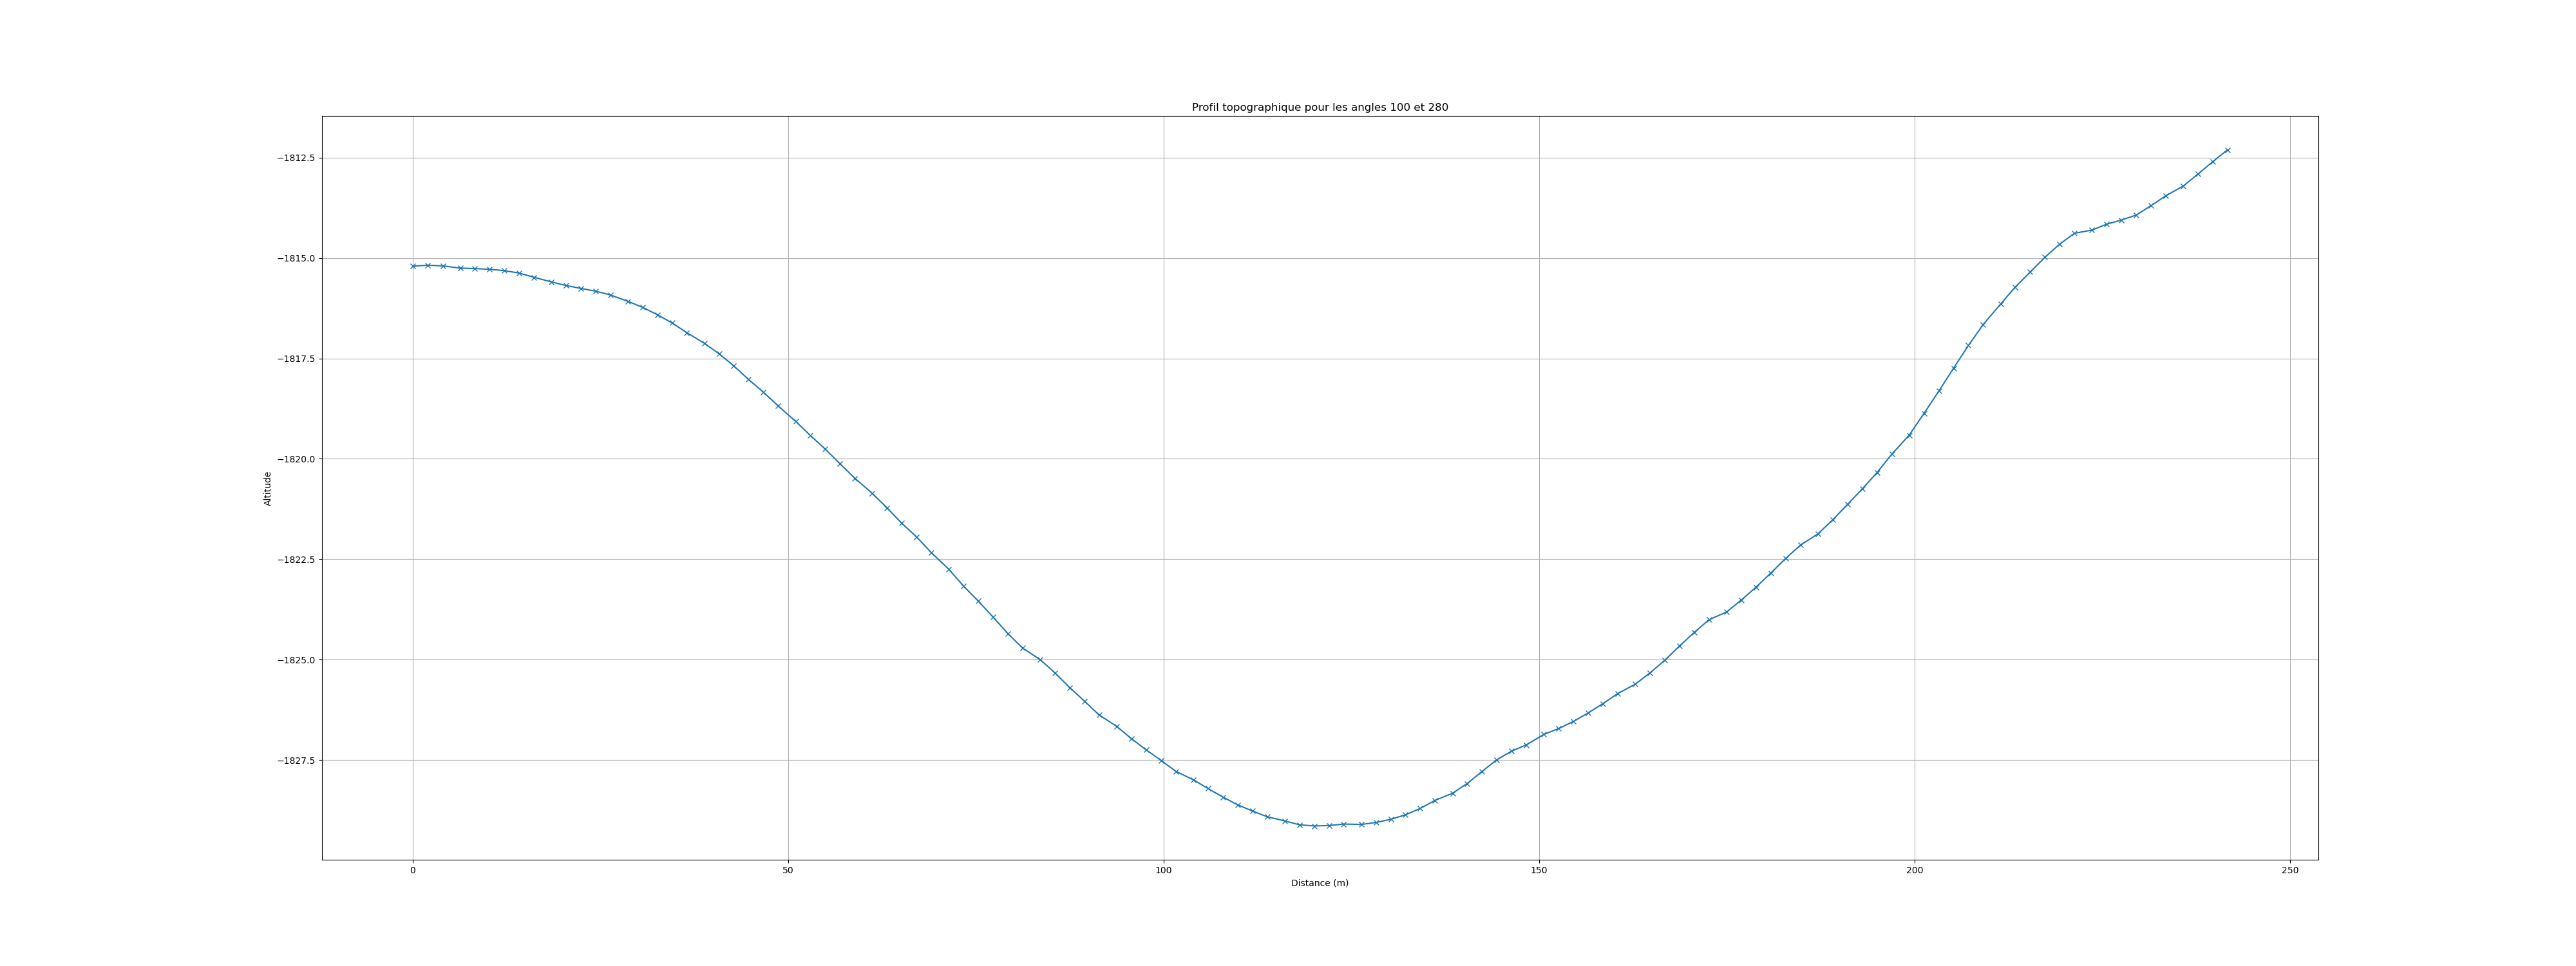 Profil topographique pour les angles 100 et 280
−1812.5
−1815.0
−1817.5
−1820.0
−1822.5
−1825.0
−1827.5
Altitude
0 50 100 150 200 250
Distance (m)